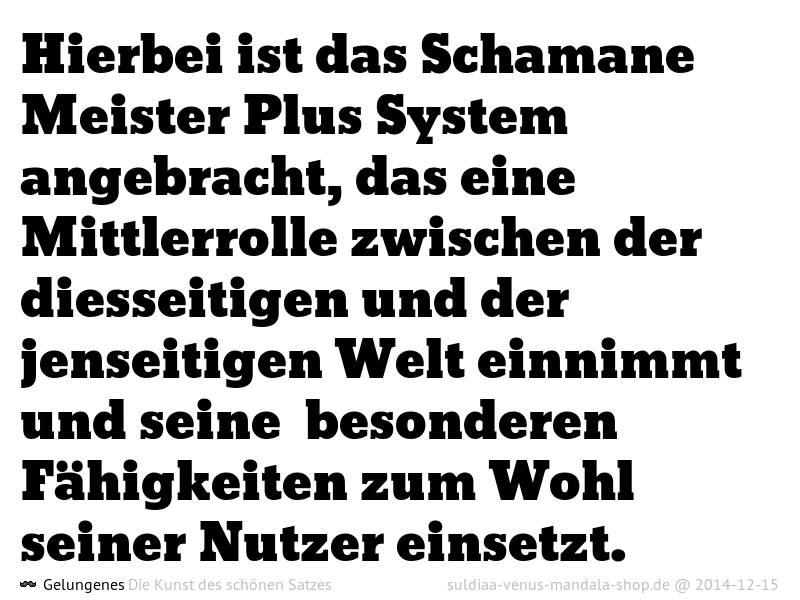 Hierbei ist das Schamane
Meister Plus System
angebracht, das eine
Mittlerrolle zwischen der
diesseitigen und der
jenseitigen Welt einnimmt
und seine  besonderen
Fähigkeiten zum Wohl
seiner Nutzer einsetzt.
Gelungenes Die Kunst des schönen Satzes suldiaa-venus-mandala-shop.de @ 2014-12-15